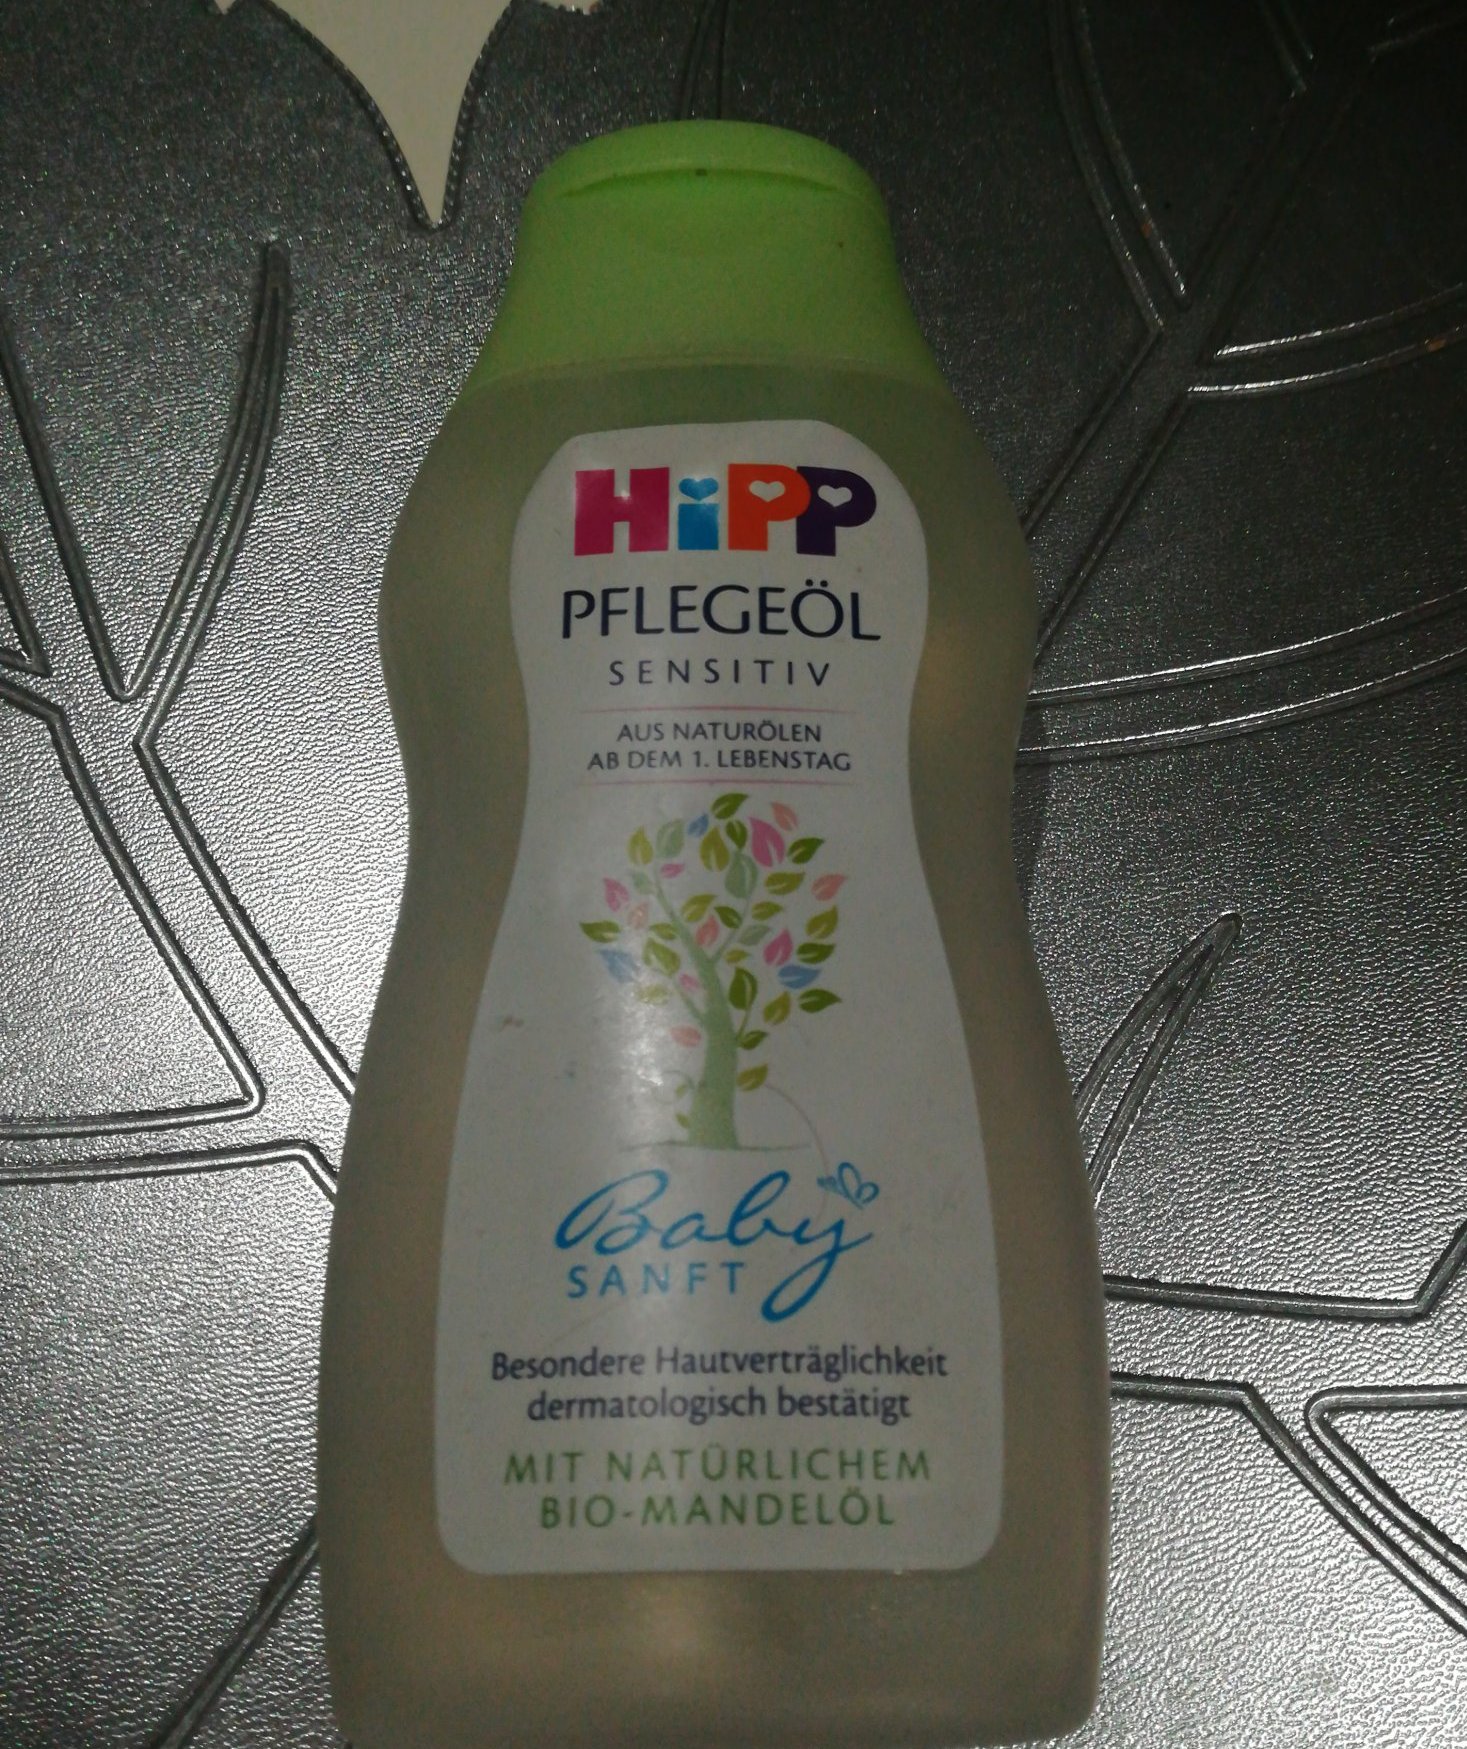 HiPP
PFLEGEÖL
SENSITIV
AUS NATURÖLEN
AB DEM 1. LEBENSTAG
Baby
SANFT
Besondere Hautverträglichkeit
dermatologisch bestätigt
MIT NATÜRLICHEM
BIO-MANDELÖL